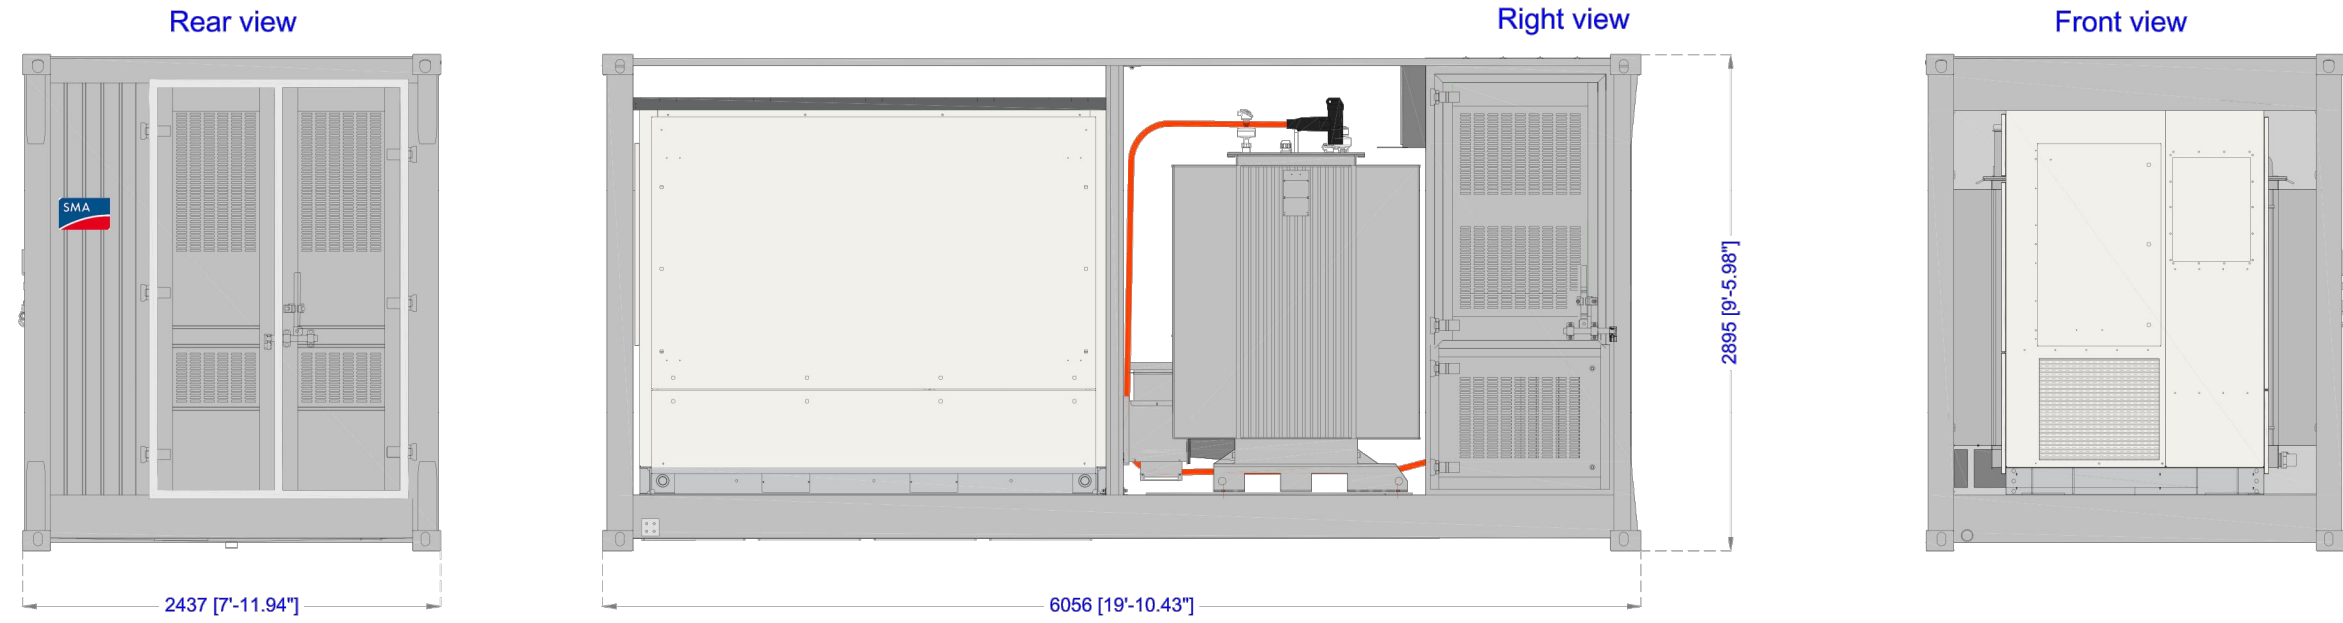 Rear view
Right view
Front view
SMA
2895 [9'-5.98"]
2437 [7'-11.94"]
6056 [19'-10.43"]